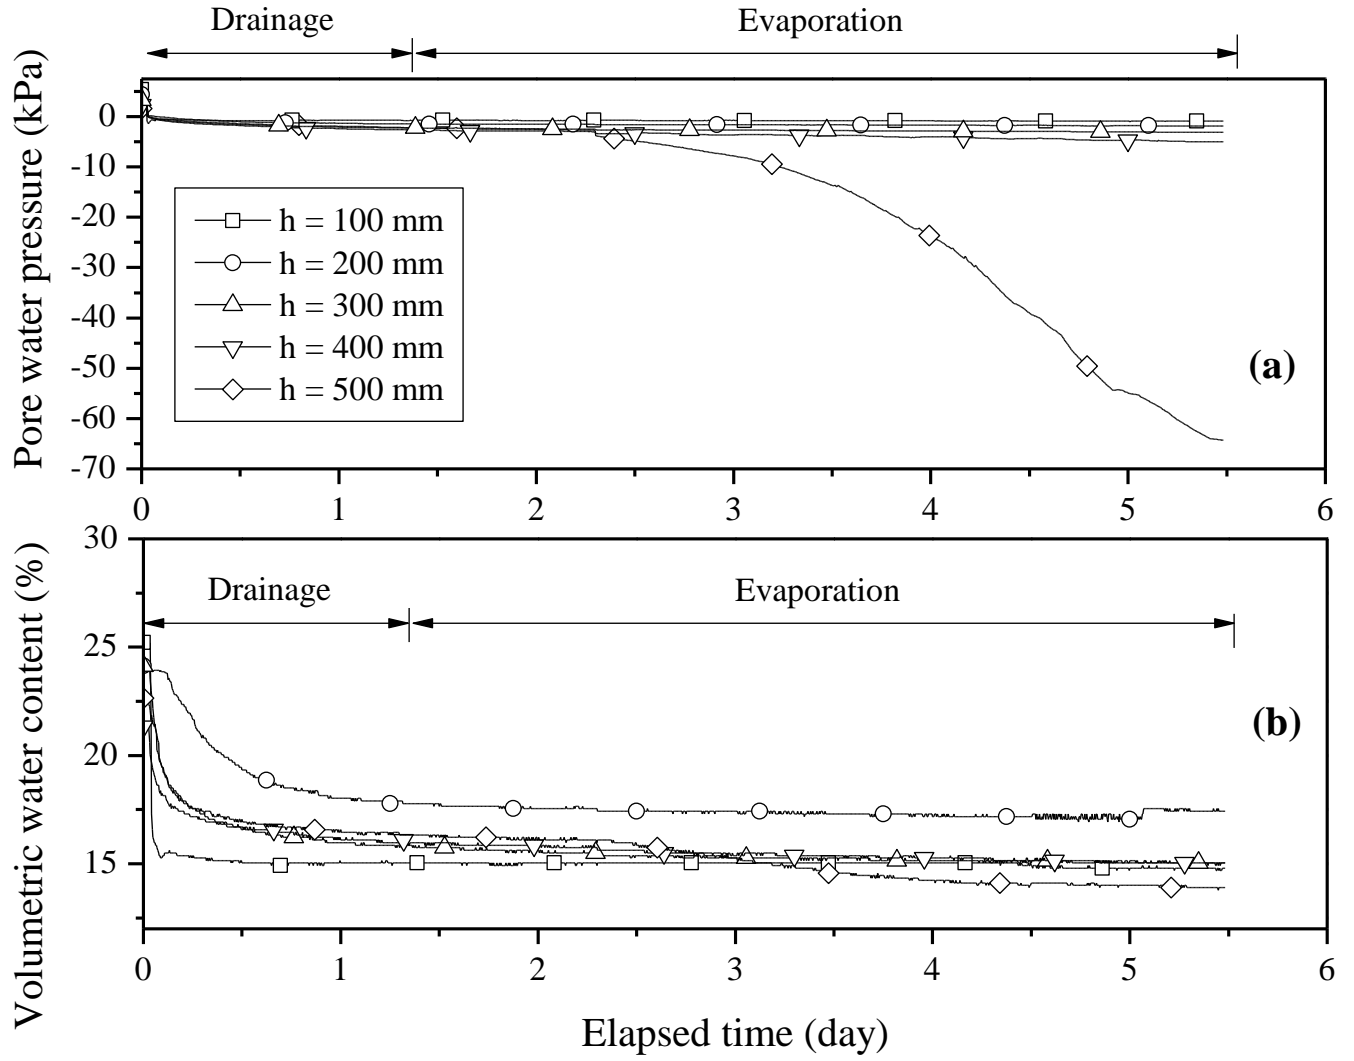 Drainage Evaporation
Pore water pressure (kPa)
0
-10
-20
-30
-40
-50
-60
-70
h = 100 mm
h = 200 mm
h = 300 mm
h = 400 mm
h = 500 mm
(a)
0 1 2 3 4 5 6
Volumetric water content (%)
30
25
20
15
Drainage Evaporation
(b)
0 1 2 3 4 5 6
Elapsed time (day)